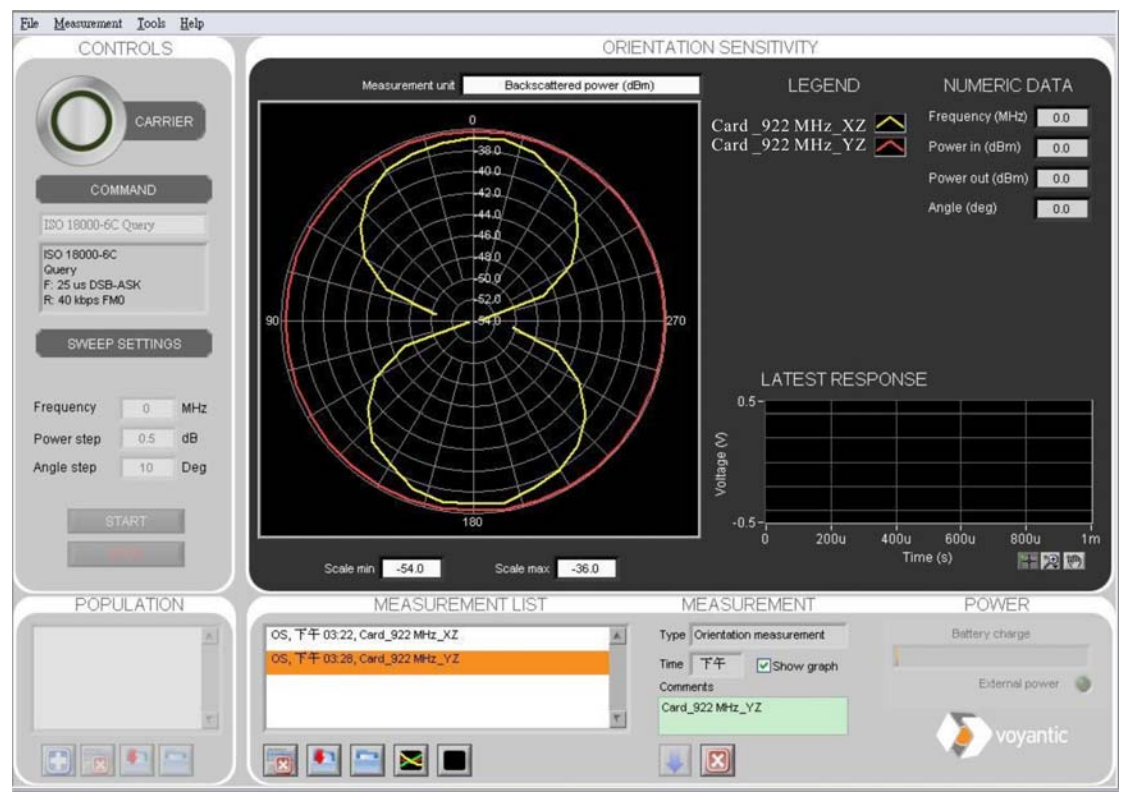 File Measurement Tools Help
CONTROLS
CARRIER
COMMAND
ISO 18000-6C Query
ISO 18000-6C
Query
F: 25 us DSB-ASK
R: 40 kbps FM0
SWEEP SETTINGS
Frequency 0 MHz
Power step 0.5 dB
Angle step 10 Deg
START
ORIENTATION SENSITIVITY
Measurement unit Backscattered power (dBm)
0
-38.0
-40.0
-42.0
-44.0
-46.0
-48.0
-50.0
-52.0
90 -54.0 270
180
Scale min -54.0 Scale max -36.0
LEGEND
Card _922 MHz_XZ
Card _922 MHz_YZ
NUMERIC DATA
Frequency (MHz) 0.0
Power in (dBm) 0.0
Power out (dBm) 0.0
Angle (deg) 0.0
LATEST RESPONSE
0.5
Voltage (V)
-0.5
0 200u 400u 600u 800u 1m
Time (s)
POPULATION
MEASUREMENT LIST
OS, 下午 03:22, Card_922 MHz_XZ
OS, 下午 03:28, Card_922 MHz_YZ
MEASUREMENT
Type Orientation measurement
Time 下午 Show graph
Comments
Card_922 MHz_YZ
POWER
Battery charge
External power
voyantic